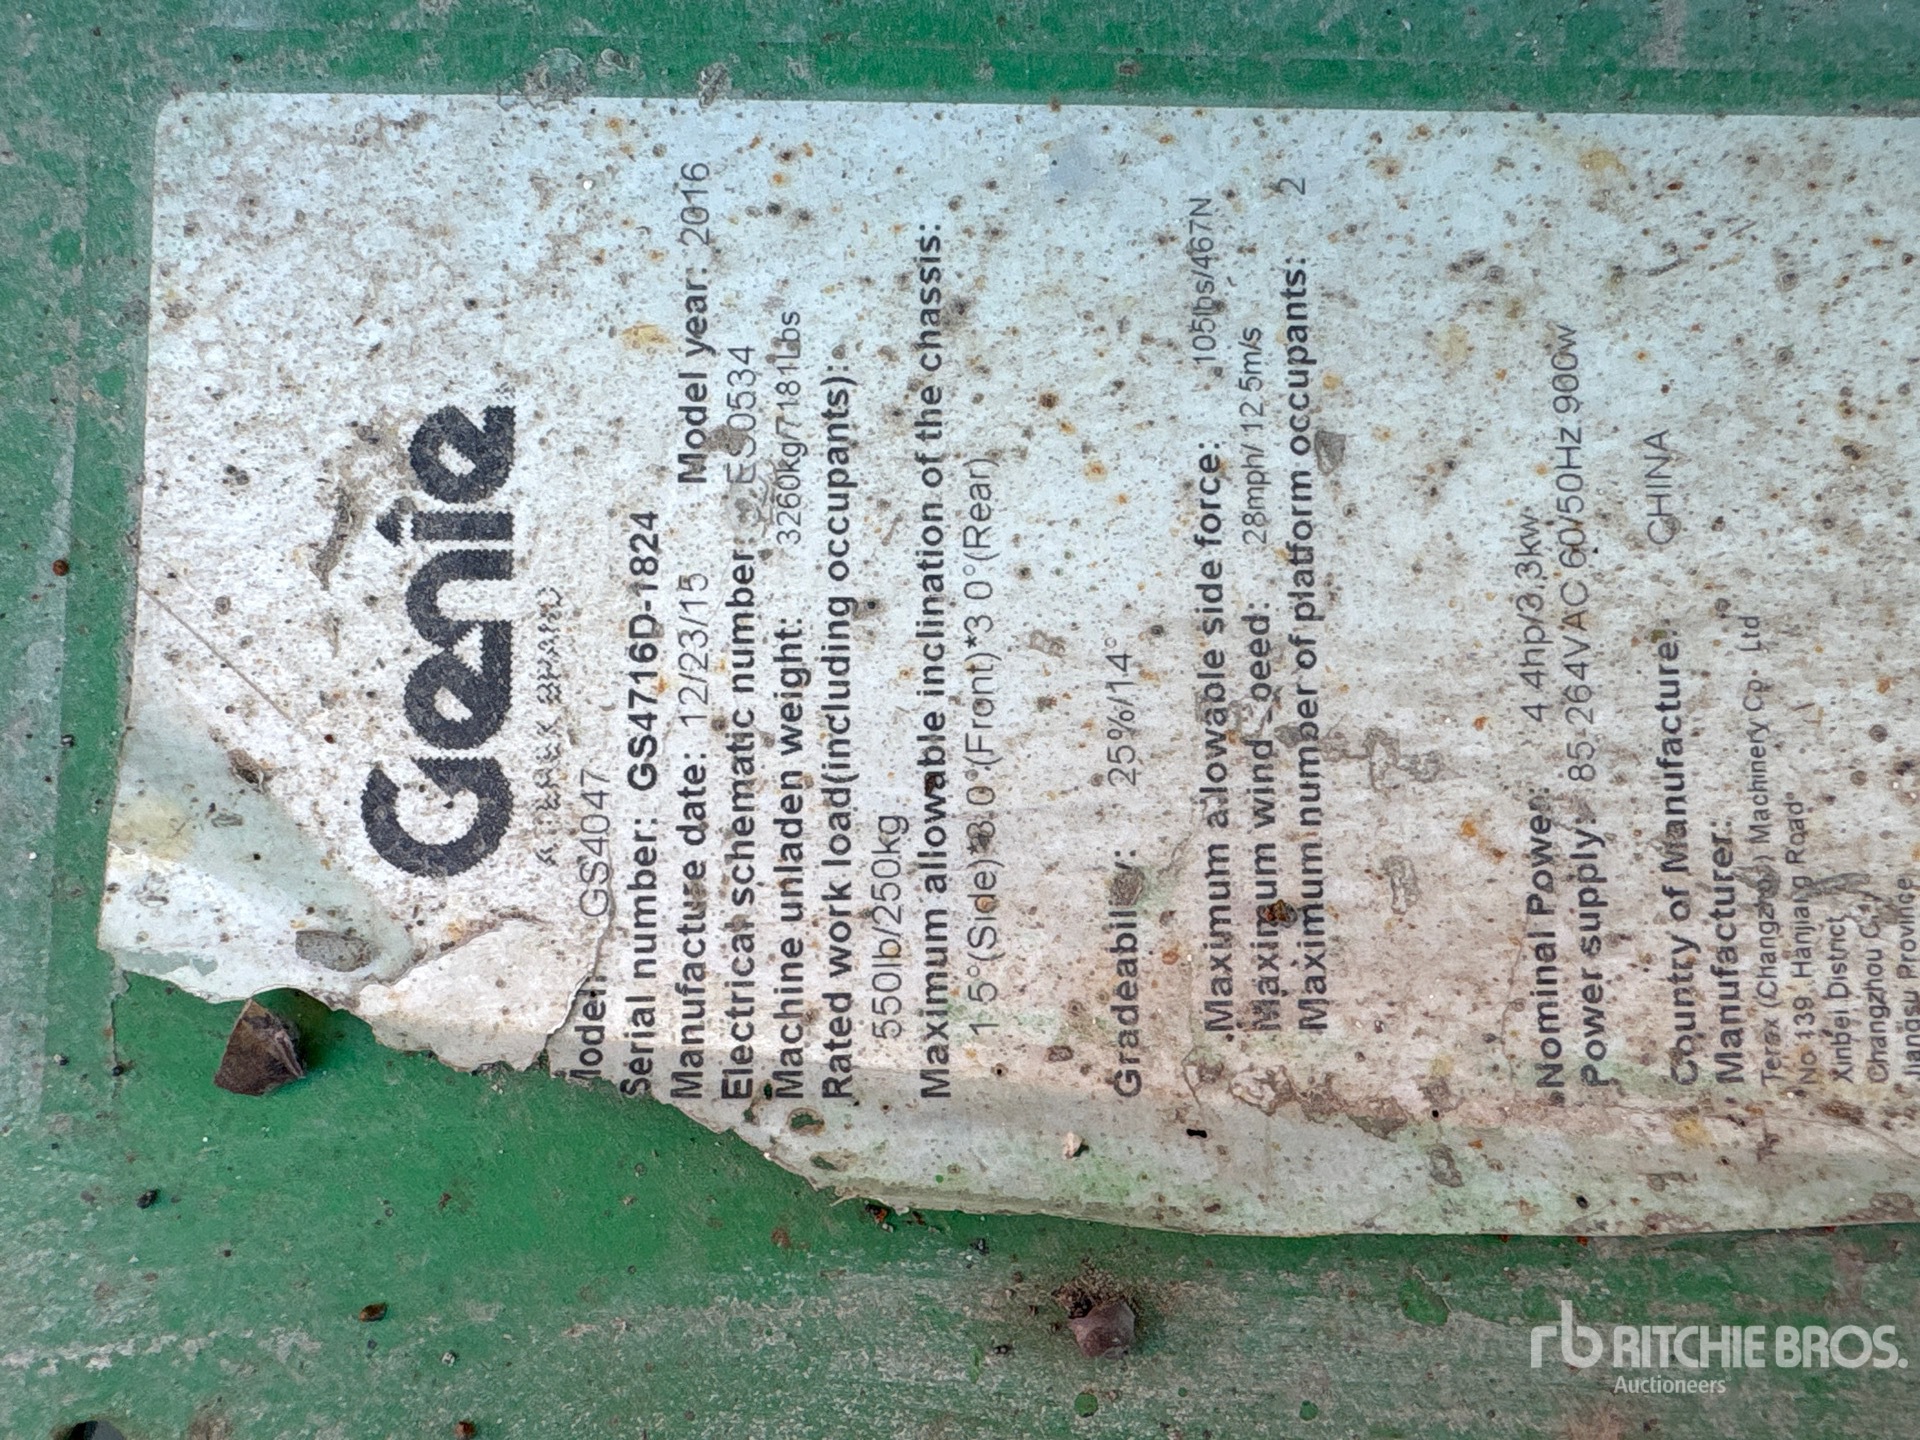 Genie
A TEREX BRAND
Model: GS4047
Serial number: GS4716D-1824
Manufacture date: 12/23/15 Model year: 2016
Electrical schematic number: ES0534
Machine unladen weight: 3260kg/7181Lbs
Rated work load(including occupants):
550lb/250kg
Maximum allowable inclination of the chassis:
1 5°(Side)*3 0°(Front)*3 0°(Rear)
Gradeability: 25%/14°
Maximum allowable side force: 105lbs/467N
Maximum wind speed: 28mph/ 12 5m/s
Maximum number of platform occupants: 2
Nominal Power: 4 4hp/3.3kw
Power supply: 85-264VAC 60/50Hz 900w
Country of Manufacture: CHINA
Manufacturer:
Terex (Changzhou) Machinery Co. Ltd
No 139 Hanjiang Road
Xinbei District
Changzhou City
Jiangsu Province
rb RITCHIE BROS.
Auctioneers